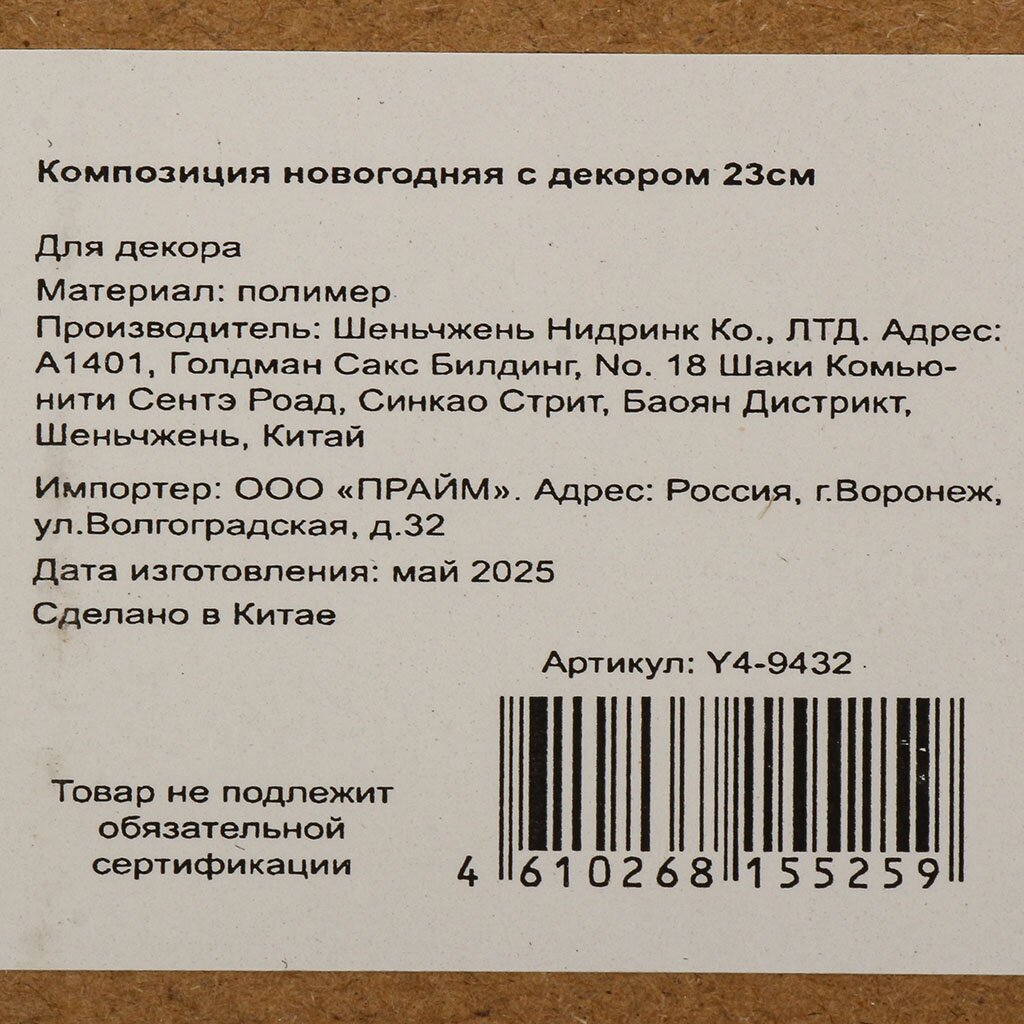 Композиция новогодняя с декором 23см
Для декора
Материал: полимер
Производитель: Шеньчжень Нидринк Ко., ЛТД. Адрес:
А1401, Голдман Сакс Билдинг, No. 18 Шаки Комью-
нити Сентэ Роад, Синкао Стрит, Баоян Дистрикт,
Шеньчжень, Китай
Импортер: ООО «ПРАЙМ». Адрес: Россия, г.Воронеж,
ул.Волгоградская, д.32
Дата изготовления: май 2025
Сделано в Китае
Артикул: Y4-9432
Товар не подлежит
обязательной
сертификации
4 610268 155259